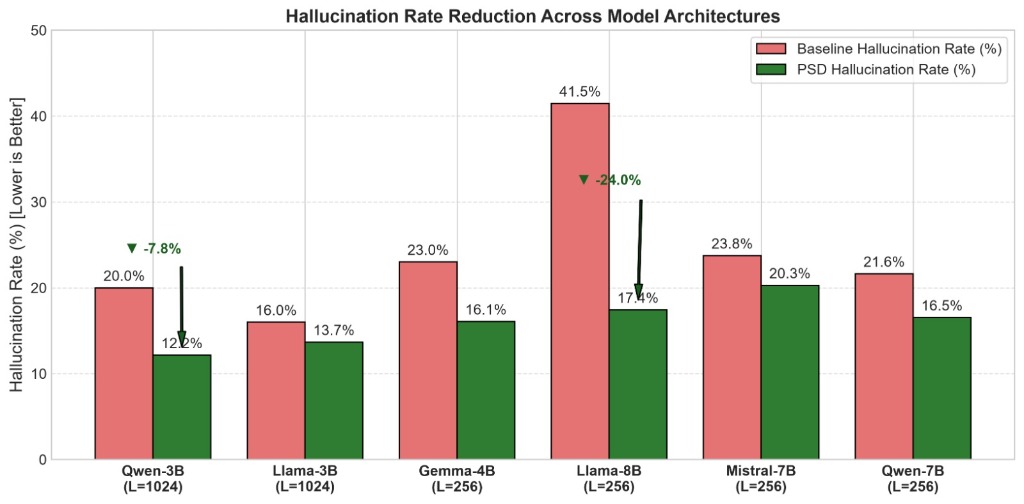 Hallucination Rate Reduction Across Model Architectures
Hallucination Rate (%) [Lower is Better]
50
40
30
20
10
0
Baseline Hallucination Rate (%)
PSD Hallucination Rate (%)
▼ -7.8%
20.0%
12.2%
16.0%
13.7%
23.0%
16.1%
41.5%
▼ -24.0%
17.4%
23.8%
20.3%
21.6%
16.5%
Qwen-3B
(L=1024)
Llama-3B
(L=1024)
Gemma-4B
(L=256)
Llama-8B
(L=256)
Mistral-7B
(L=256)
Qwen-7B
(L=256)